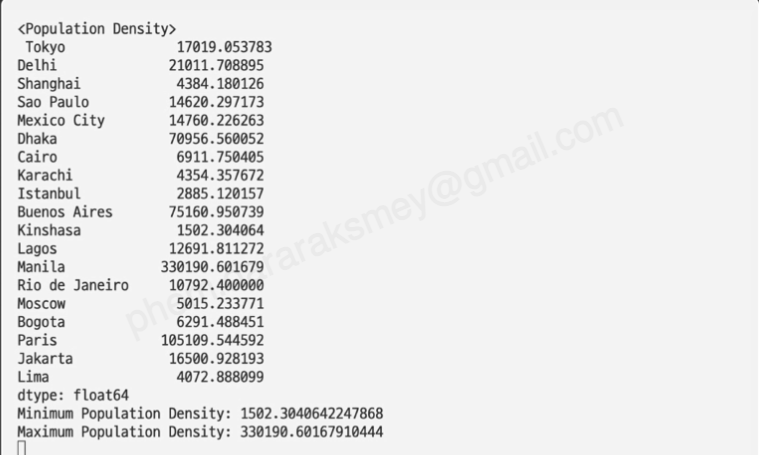 <Population Density>
 Tokyo              17019.053783
Delhi              21011.708895
Shanghai            4384.180126
Sao Paulo          14620.297173
Mexico City        14760.226263
Dhaka              70956.560052
Cairo               6911.750405
Karachi             4354.357672
Istanbul            2885.120157
Buenos Aires       75160.950739
Kinshasa            1502.304064
Lagos              12691.811272
Manila            330190.601679
Rio de Janeiro     10792.400000
Moscow              5015.233771
Bogota              6291.488451
Paris             105109.544592
Jakarta            16500.928193
Lima                4072.888099
dtype: float64
Minimum Population Density: 1502.3040642247868
Maximum Population Density: 330190.60167910444